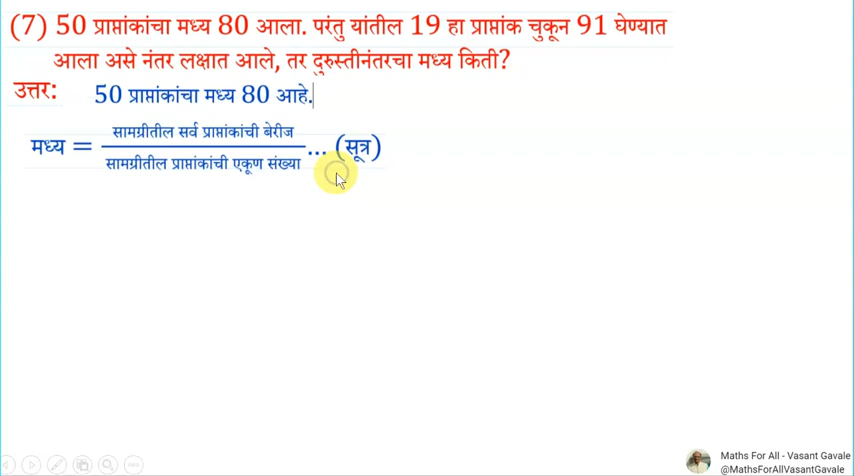 (7) 50 प्राप्तांकांचा मध्य 80 आला. परंतु यांतील 19 हा प्राप्तांक चुकून 91 घेण्यात
आला असे नंतर लक्षात आले, तर दुरुस्तीनंतरचा मध्य किती?
उत्तर: 50 प्राप्तांकांचा मध्य 80 आहे.
मध्य = सामग्रीतील सर्व प्राप्तांकांची बेरीज
सामग्रीतील प्राप्तांकांची एकूण संख्या ... (सूत्र)
Maths For All - Vasant Gavale
@MathsForAllVasantGavale